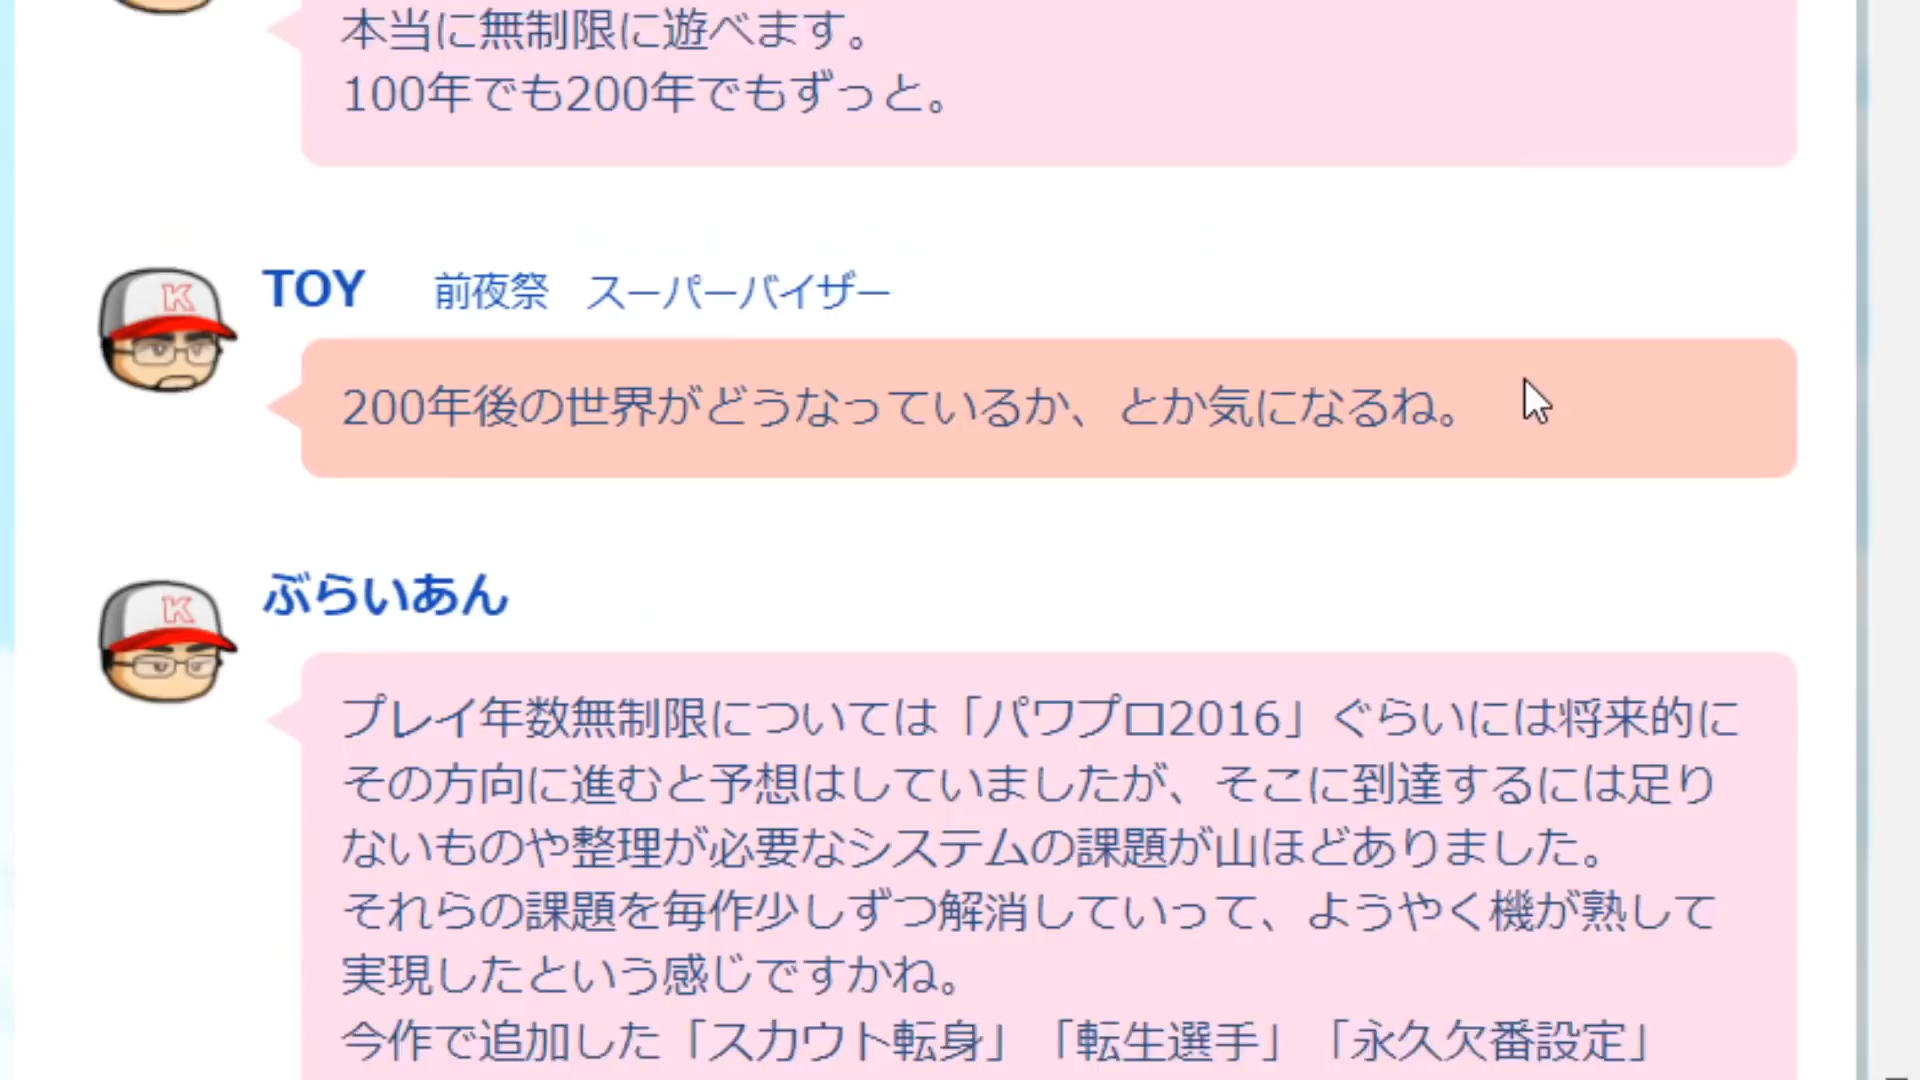 本当に無制限に遊べます。
100年でも200年でもずっと。
TOY 前夜祭 スーパーバイザー
K
200年後の世界がどうなっているか、とか気になるね。
ぶらいあん
K
プレイ年数無制限については「パワプロ2016」ぐらいには将来的に
その方向に進むと予想はしていましたが、そこに到達するには足り
ないものや整理が必要なシステムの課題が山ほどありました。
それらの課題を毎作少しずつ解消していって、ようやく機が熟して
実現したという感じですかね。
今作で追加した「スカウト転身」「転生選手」「永久欠番設定」